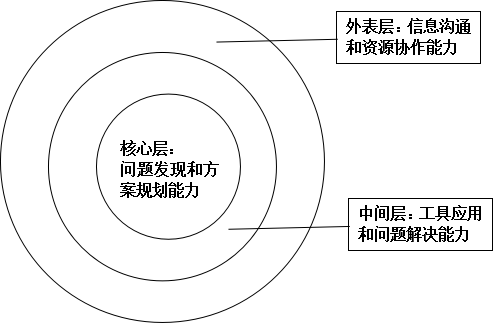 外表层：信息沟通
和资源协作能力
核心层：
问题发现和方
案规划能力
中间层：工具应用
和问题解决能力